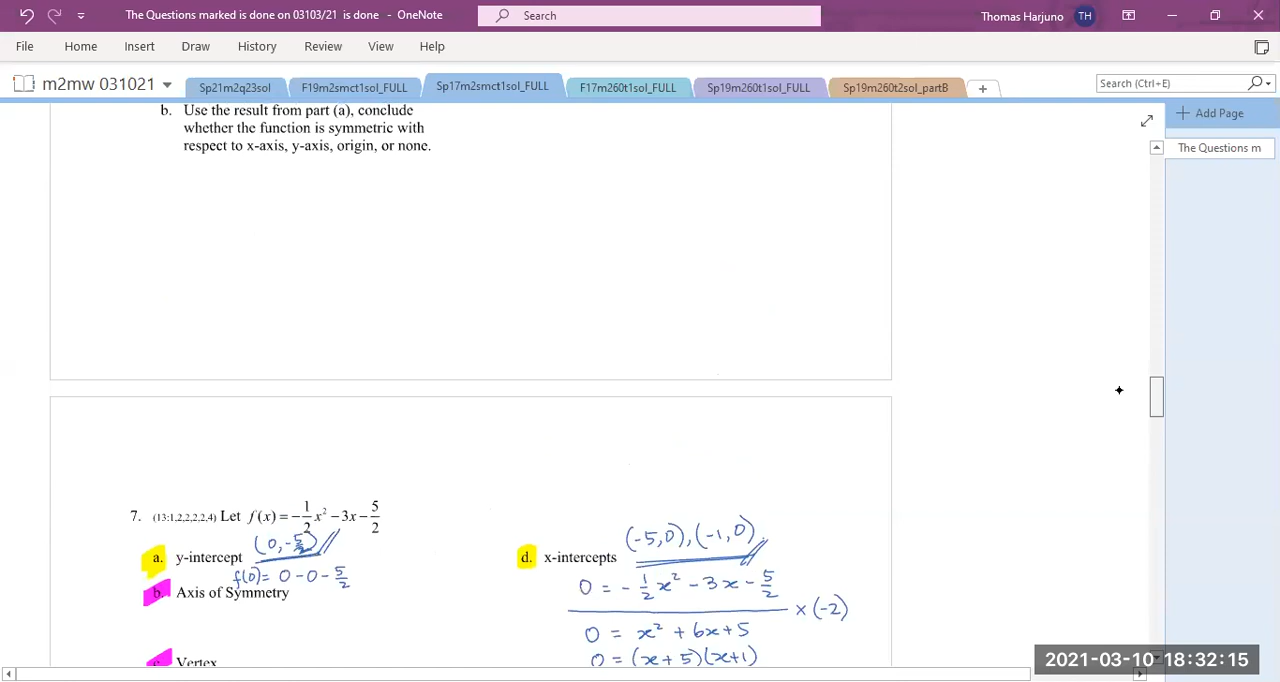 The Questions marked is done on 03103/21 is done - OneNote
Search
Thomas Harjuno
TH
File
Home
Insert
Draw
History
Review
View
Help
m2mw 031021
Sp21m2q23sol
F19m2smct1sol_FULL
Sp17m2smct1sol_FULL
F17m260t1sol_FULL
Sp19m260t1sol_FULL
Sp19m260t2sol_partB
+
Search (Ctrl+E)
+ Add Page
The Questions m
b. Use the result from part (a), conclude
whether the function is symmetric with
respect to x-axis, y-axis, origin, or none.
7. (13:1,2,2,2,2,4) Let f(x) = -1/2 x² - 3x - 5/2
a. y-intercept (0, -5/2)
f(0) = 0 - 0 - 5/2
b. Axis of Symmetry
c. Vertex
d. x-intercepts (-5,0), (-1,0)
0 = -1/2 x² - 3x - 5/2
× (-2)
0 = x² + 6x + 5
0 = (x+5)(x+1)
2021-03-10 18:32:15